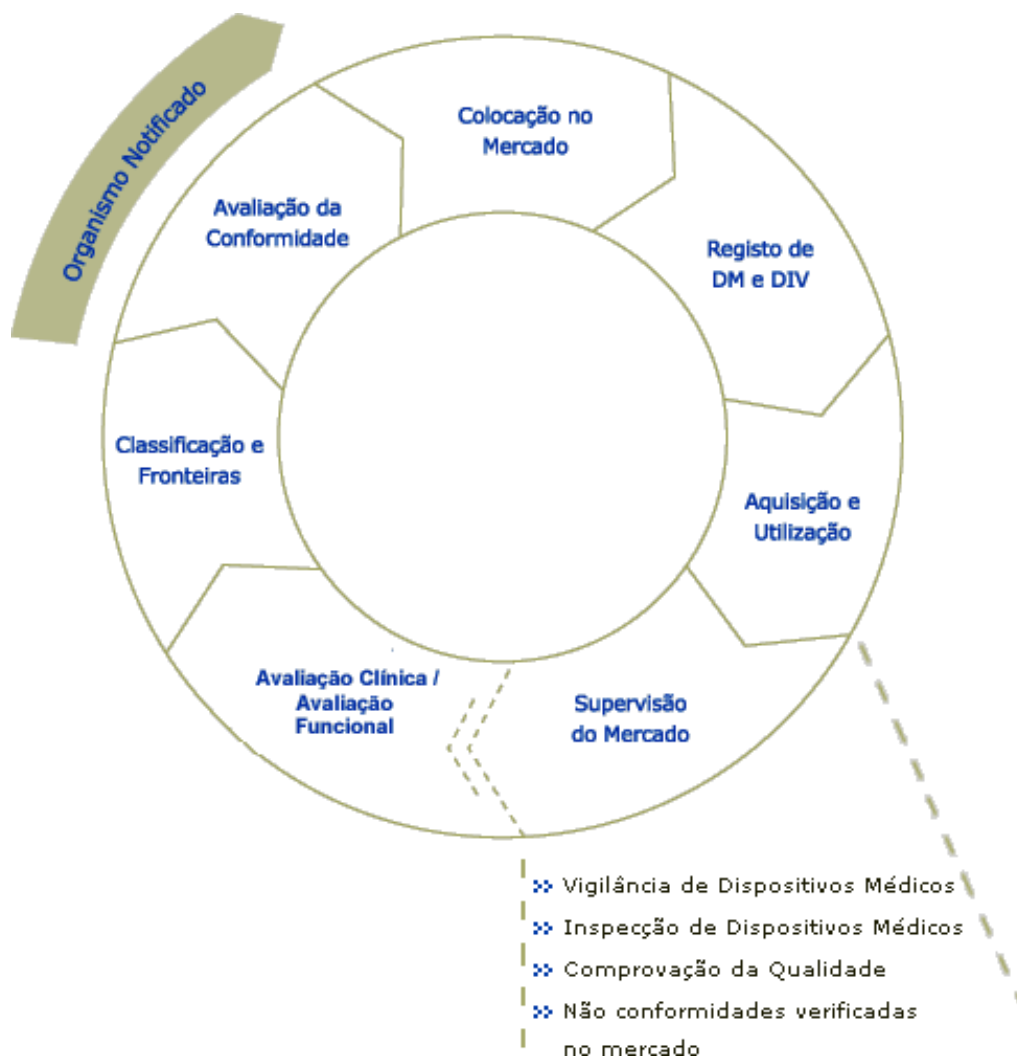 Organismo Notificado
Colocação no
Mercado
Avaliação da
Conformidade
Registo de
DM e DIV
Classificação e
Fronteiras
Aquisição e
Utilização
Avaliação Clínica /
Avaliação
Funcional
Supervisão
do Mercado
Vigilância de Dispositivos Médicos
Inspecção de Dispositivos Médicos
Comprovação da Qualidade
Não conformidades verificadas
no mercado